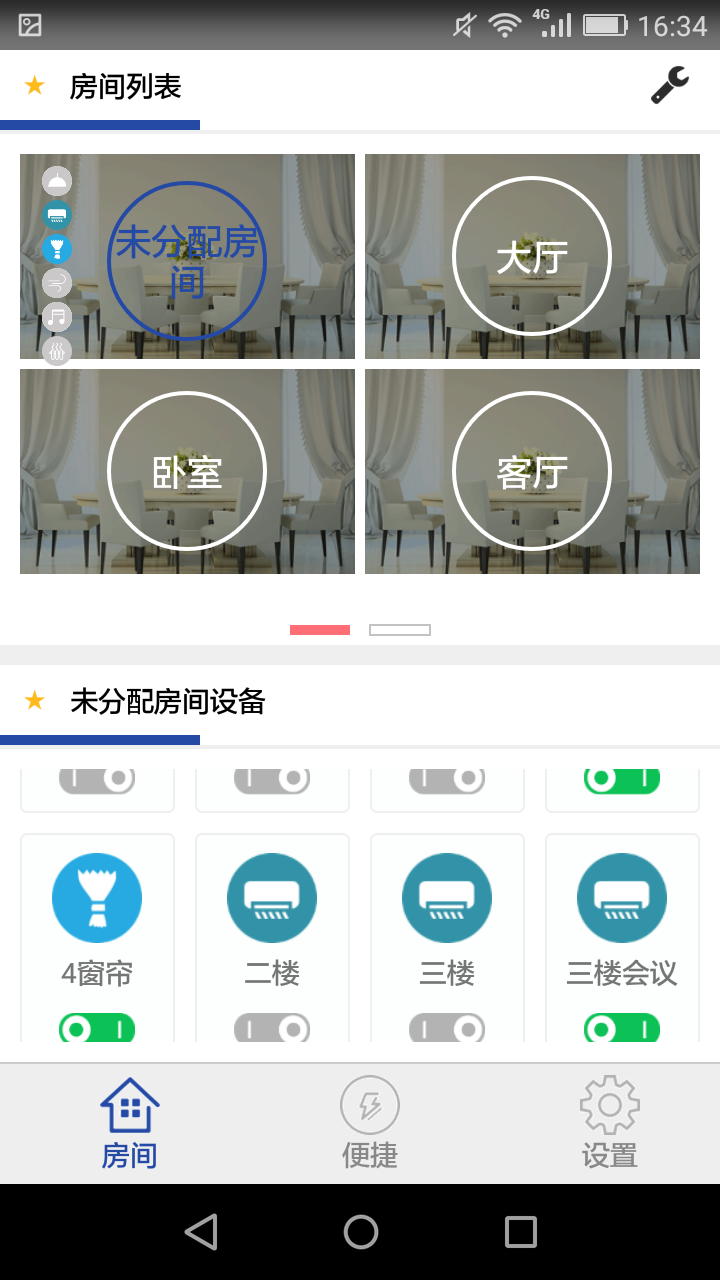 4G 16:34
房间列表
未分配房
间
大厅
卧室
客厅
未分配房间设备
4窗帘
二楼
三楼
三楼会议
房间
便捷
设置